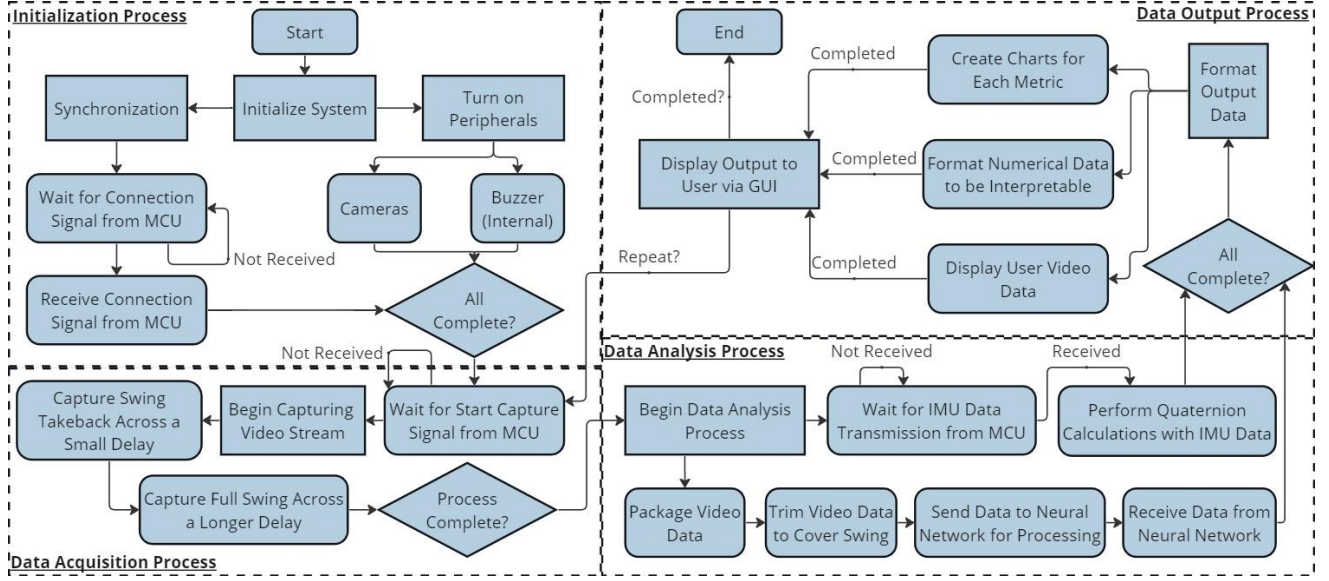 Initialization Process
Start
Synchronization
Initialize System
Turn on
Peripherals
Wait for Connection
Signal from MCU
Not Received
Cameras
Buzzer
(Internal)
Receive Connection
Signal from MCU
All
Complete?
Data Output Process
End
Completed
Create Charts for
Each Metric
Format
Output
Data
Completed?
Display Output to
User via GUI
Completed
Format Numerical Data
to be Interpretable
Repeat?
Completed
Display User Video
Data
All
Complete?
Not Received
Capture Swing
Takeback Across a
Small Delay
Begin Capturing
Video Stream
Wait for Start Capture
Signal from MCU
Capture Full Swing Across
a Longer Delay
Process
Complete?
Data Acquisition Process
Data Analysis Process
Not Received
Received
Begin Data Analysis
Process
Wait for IMU Data
Transmission from MCU
Perform Quaternion
Calculations with IMU Data
Package Video
Data
Trim Video Data
to Cover Swing
Send Data to Neural
Network for Processing
Receive Data from
Neural Network